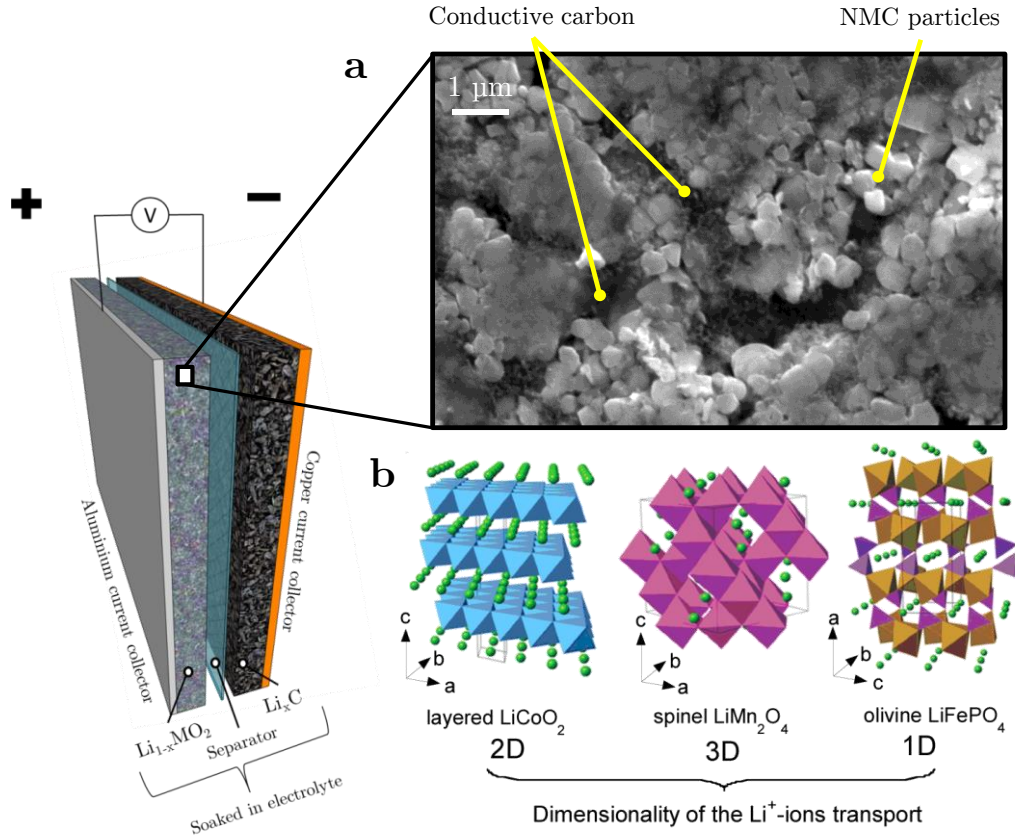 Conductive carbon
NMC particles
a
1 μm
+
−
V
Aluminium current collector
Copper current collector
Li₁₋ₓMO₂
Separator
LiₓC
Soaked in electrolyte
b
c
b
a
c
b
a
a
b
c
layered LiCoO₂
spinel LiMn₂O₄
olivine LiFePO₄
2D
3D
1D
Dimensionality of the Li⁺-ions transport